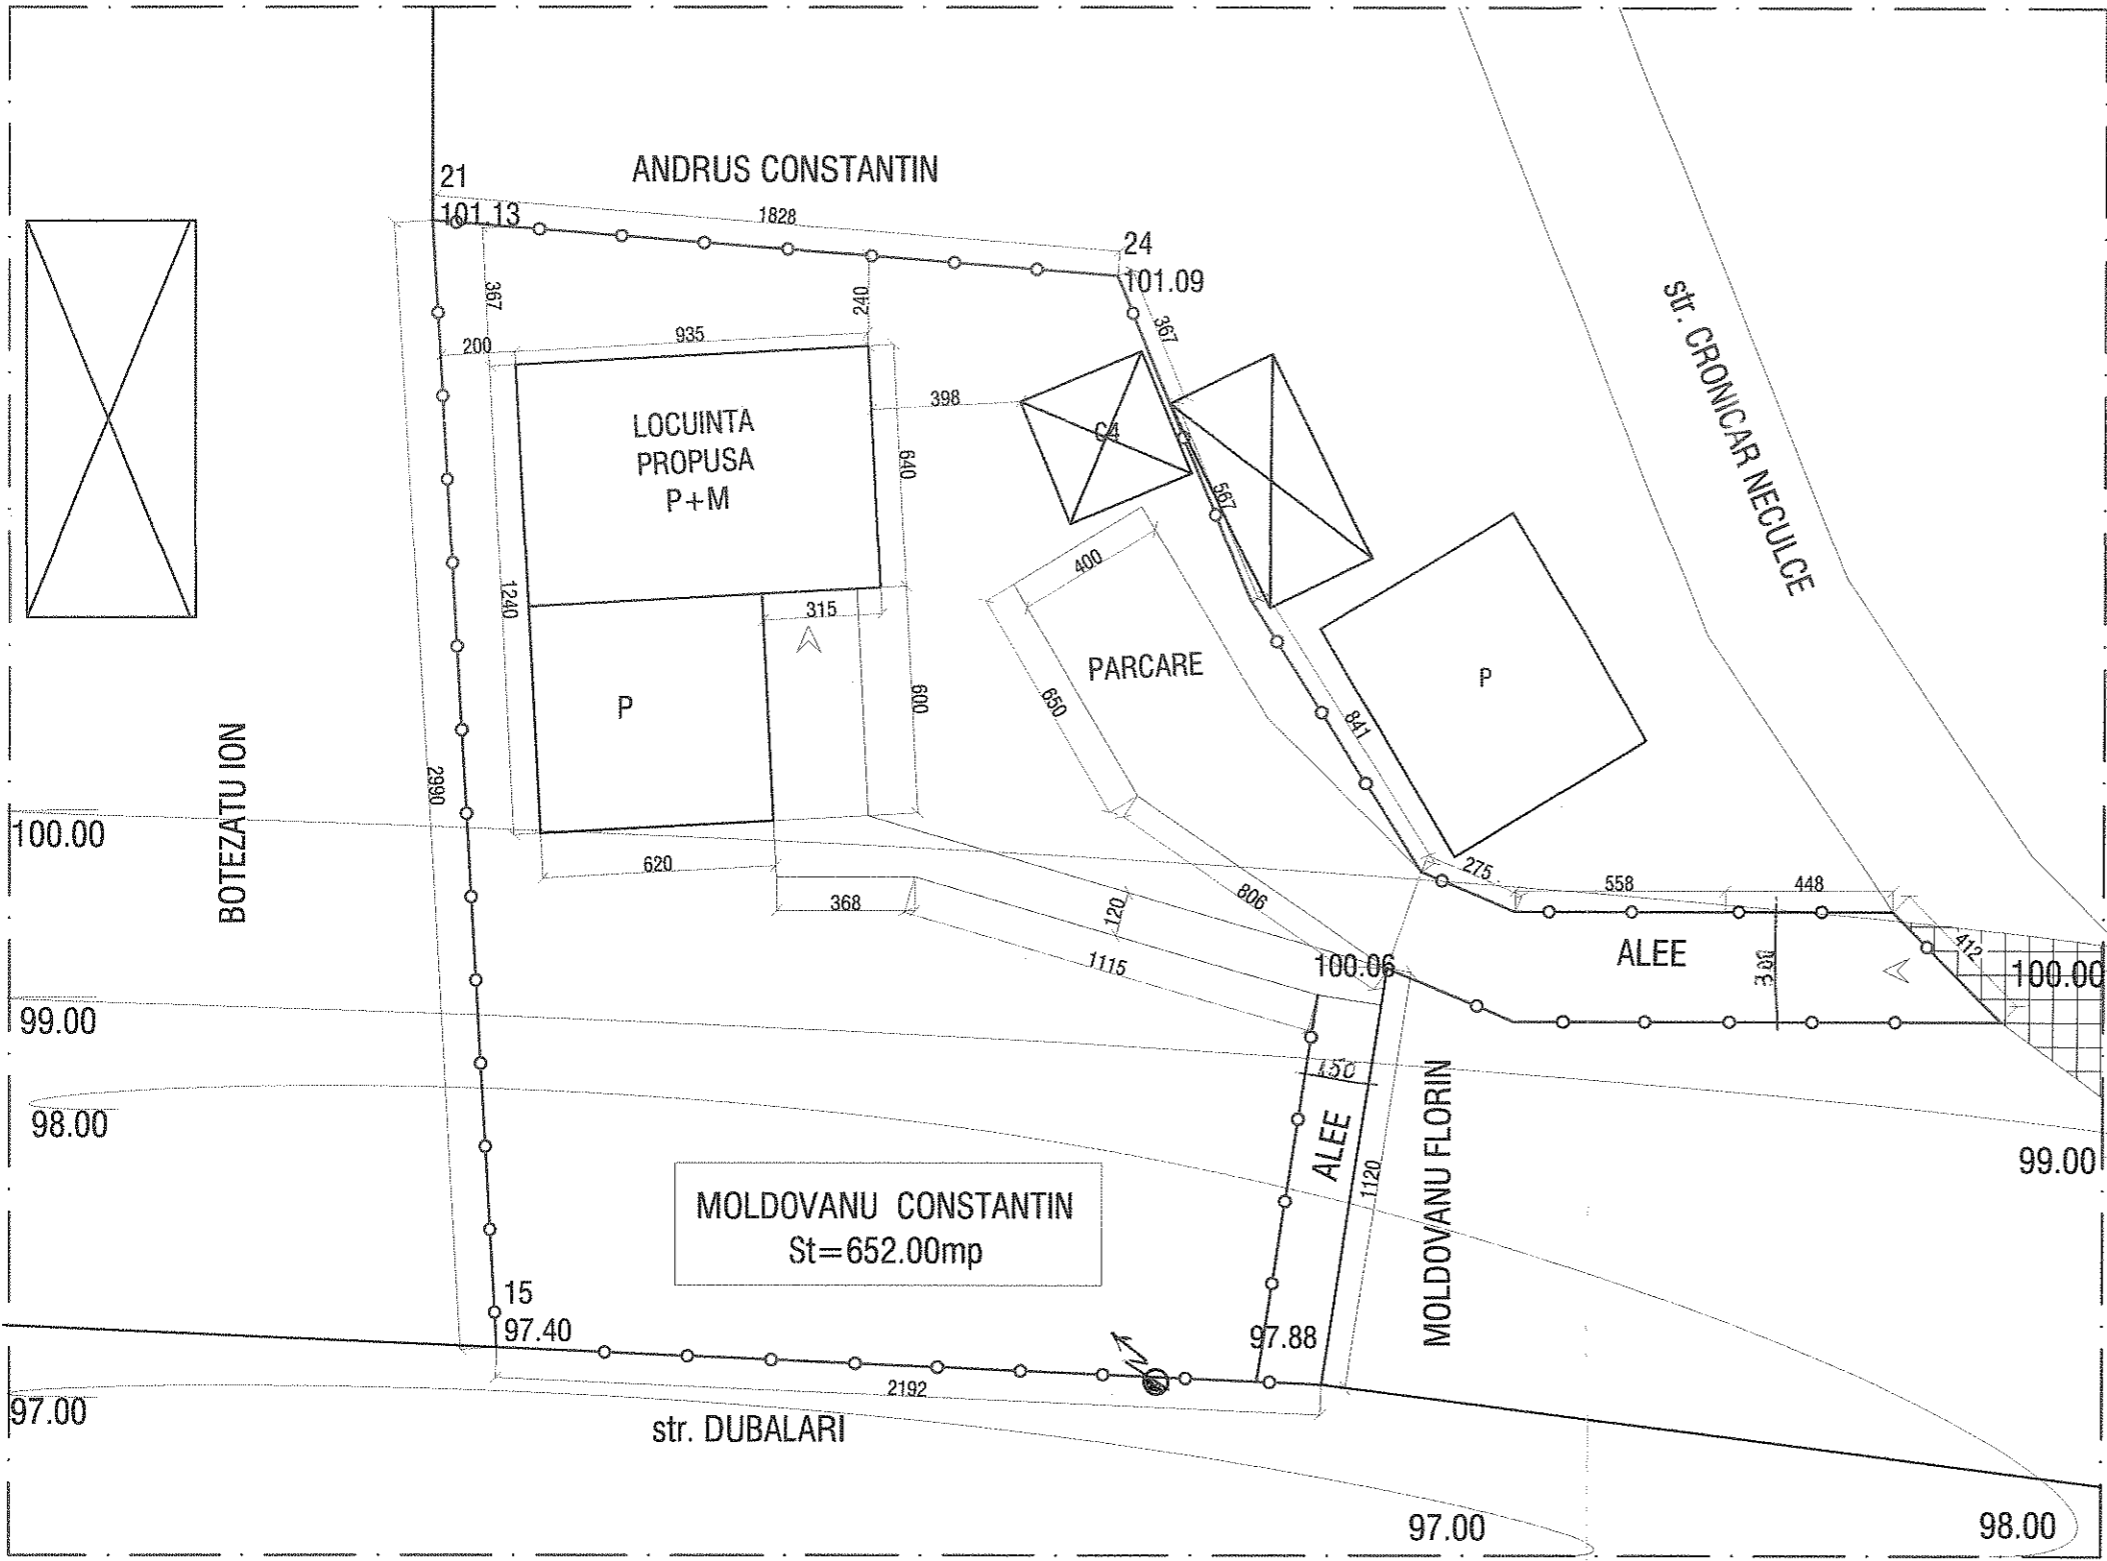 ANDRUS CONSTANTIN
21
101.13
1828
24
101.09
367
240
367
200
935
398
LOCUINTA
PROPUSA
P+M
640
C4
567
400
str. CRONICAR NECULCE
1240
315
P
600
650
PARCARE
841
P
BOTEZATU ION
2990
100.00
620
368
120
806
275
558
448
1115
100.06
ALEE
300
412
100.00
99.00
150
ALEE
1120
MOLDOVANU FLORIN
98.00
99.00
MOLDOVANU CONSTANTIN
St=652.00mp
15
97.40
97.88
N
2192
97.00
str. DUBALARI
97.00
98.00